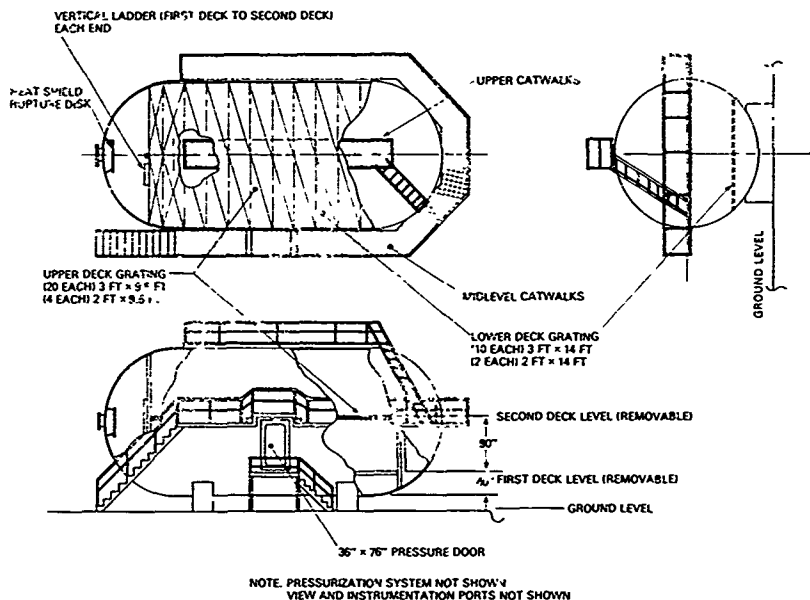 VERTICAL LADDER (FIRST DECK TO SECOND DECK)
EACH END
HEAT SHIELD
RUPTURE DISK
UPPER CATWALKS
UPPER DECK GRATING
(20 EACH) 3 FT × 9.5 FT
(4 EACH) 2 FT × 9.5
MIDLEVEL CATWALKS
LOWER DECK GRATING
(10 EACH) 3 FT × 14 FT
(2 EACH) 2 FT × 14 FT
GROUND LEVEL
SECOND DECK LEVEL (REMOVABLE)
90"
FIRST DECK LEVEL (REMOVABLE)
GROUND LEVEL
36" × 76" PRESSURE DOOR
NOTE. PRESSURIZATION SYSTEM NOT SHOWN
VIEW AND INSTRUMENTATION PORTS NOT SHOWN